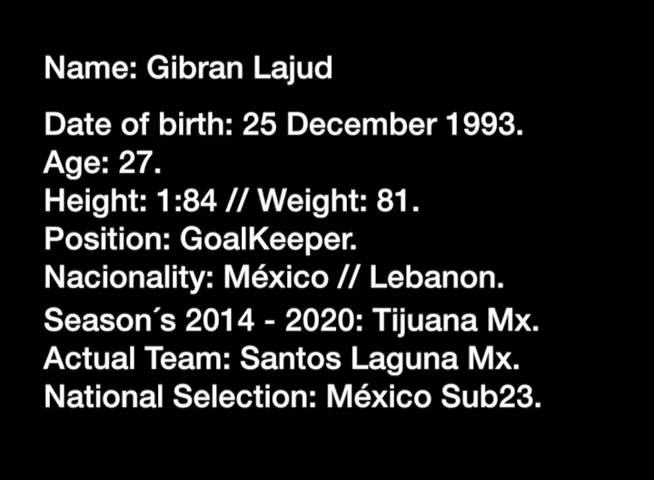 Name: Gibran Lajud
Date of birth: 25 December 1993.
Age: 27.
Height: 1:84 // Weight: 81.
Position: GoalKeeper.
Nacionality: México // Lebanon.
Season´s 2014 - 2020: Tijuana Mx.
Actual Team: Santos Laguna Mx.
National Selection: México Sub23.